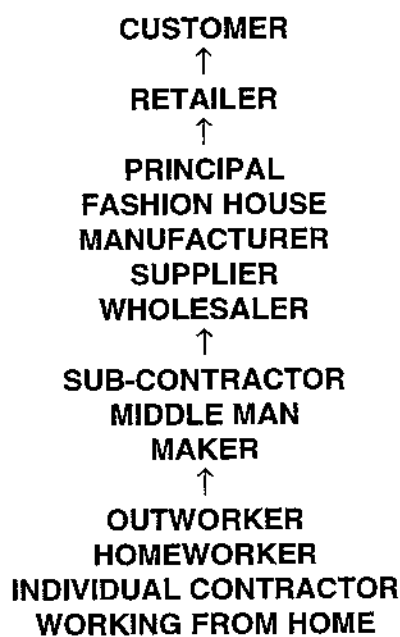 CUSTOMER
↑
RETAILER
↑
PRINCIPAL
FASHION HOUSE
MANUFACTURER
SUPPLIER
WHOLESALER
↑
SUB-CONTRACTOR
MIDDLE MAN
MAKER
↑
OUTWORKER
HOMEWORKER
INDIVIDUAL CONTRACTOR
WORKING FROM HOME